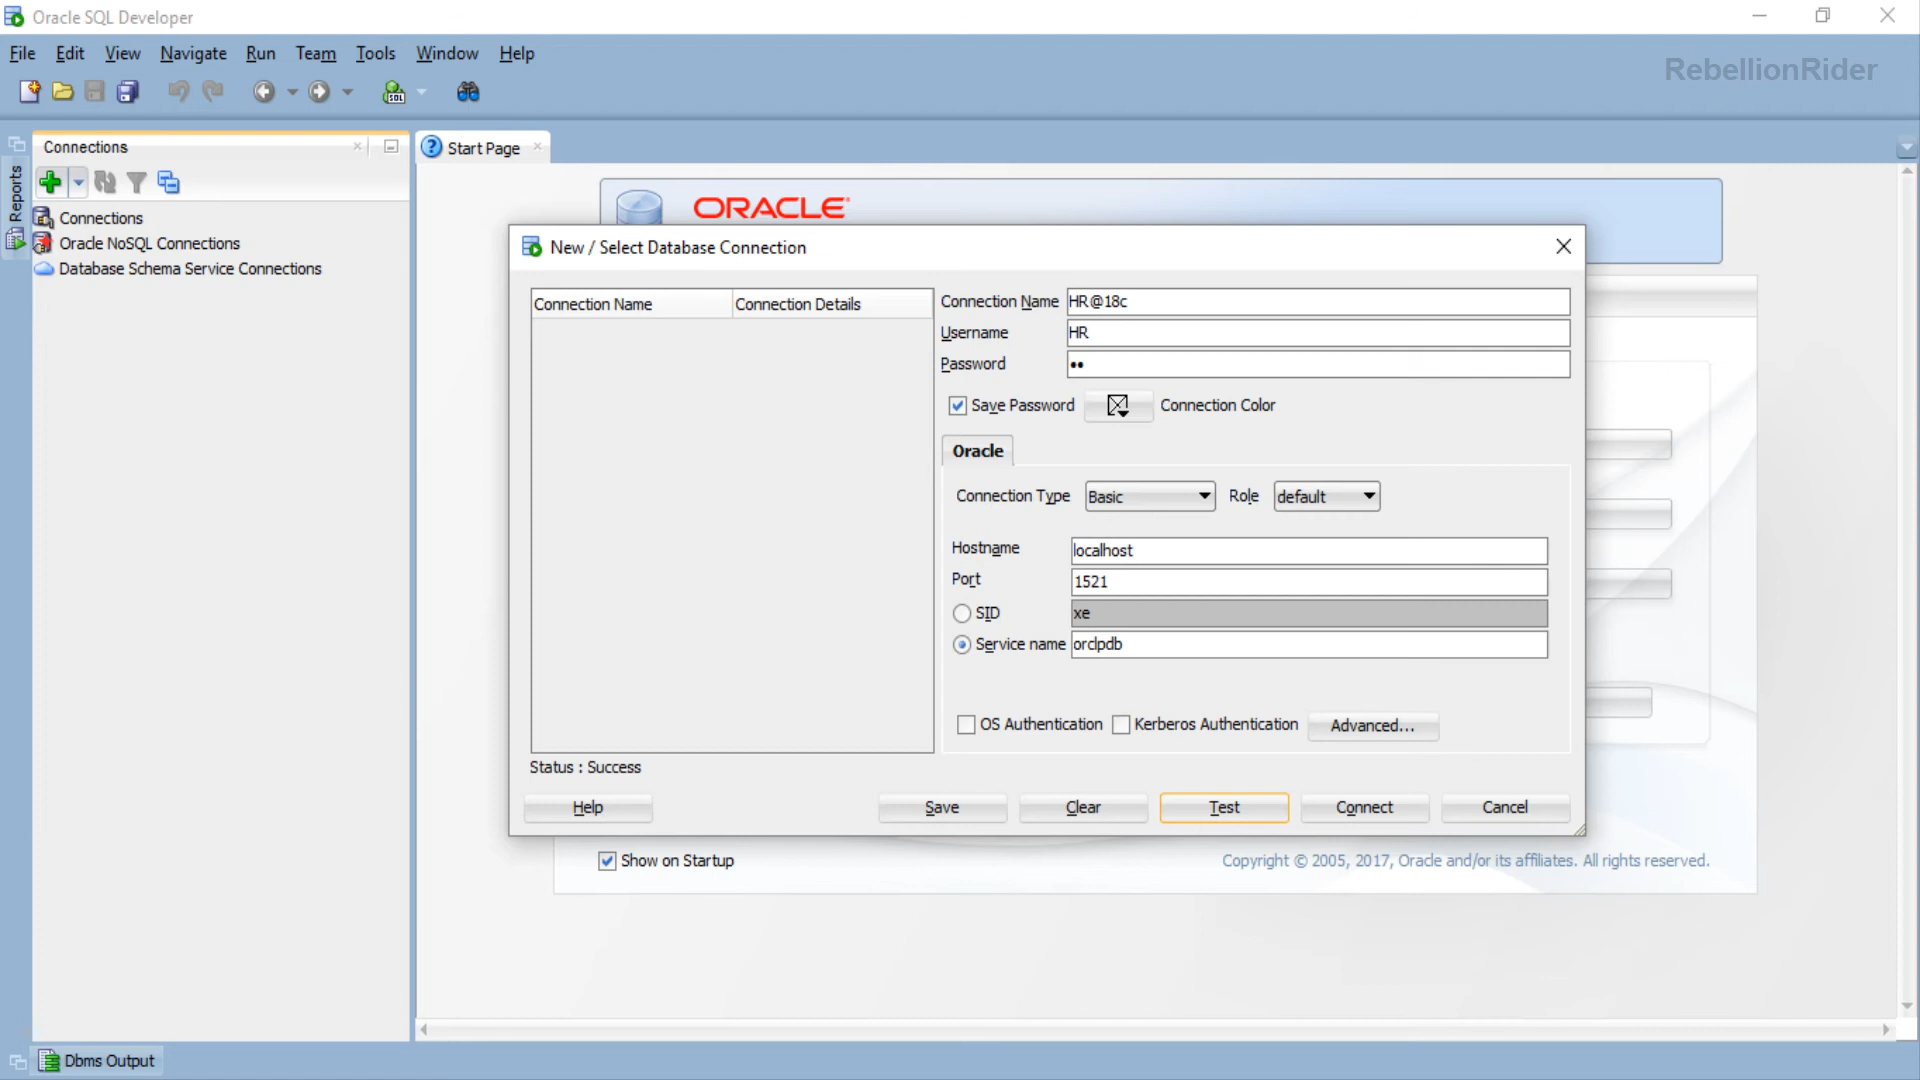 Oracle SQL Developer
File Edit View Navigate Run Team Tools Window Help
RebellionRider
SQL
Reports
Connections
Start Page
Connections
Oracle NoSQL Connections
Database Schema Service Connections
ORACLE
New / Select Database Connection
Connection Name Connection Details
Connection Name HR@18c
Username HR
Password ••
Save Password Connection Color
Oracle
Connection Type Basic Role default
Hostname localhost
Port 1521
SID xe
Service name orclpdb
OS Authentication Kerberos Authentication Advanced...
Status : Success
Help Save Clear Test Connect Cancel
Show on Startup Copyright © 2005, 2017, Oracle and/or its affiliates. All rights reserved.
Dbms Output